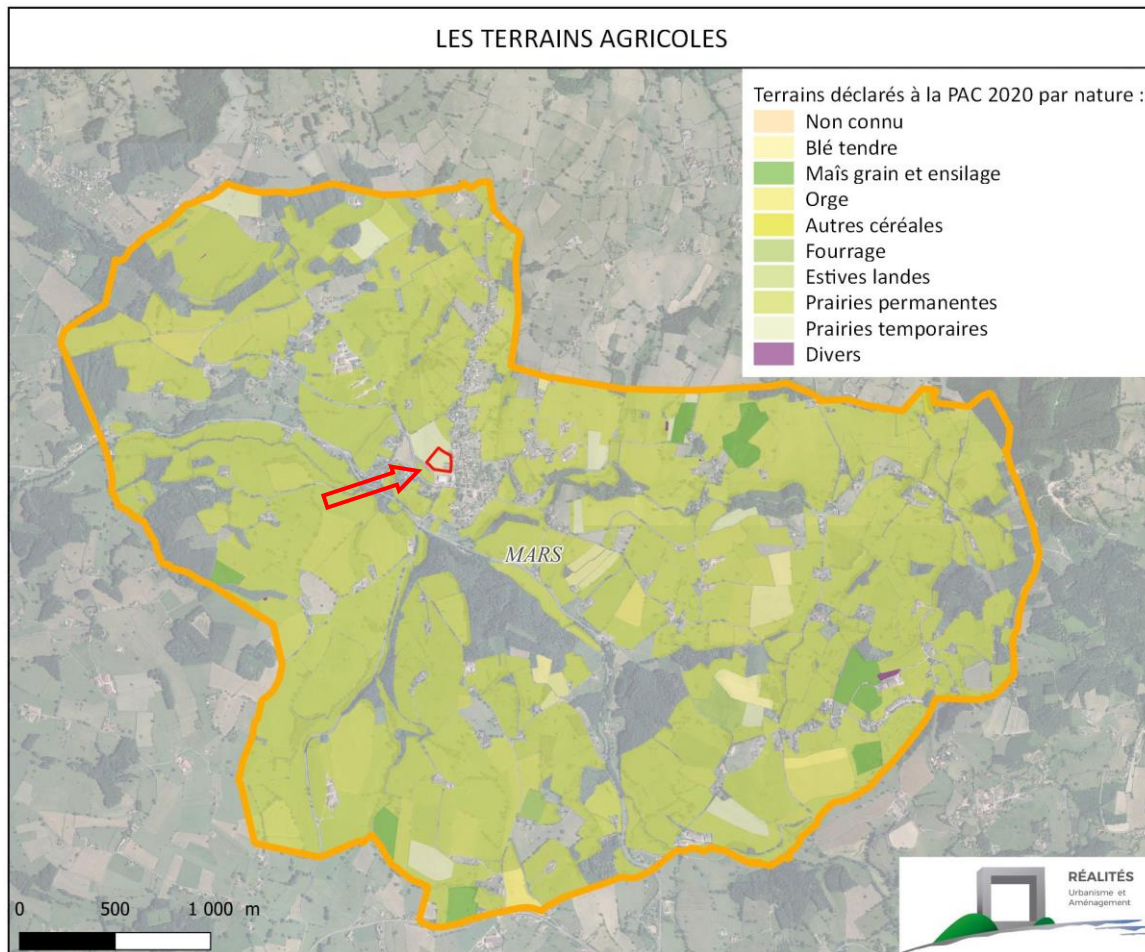 LES TERRAINS AGRICOLES
Terrains déclarés à la PAC 2020 par nature :
Non connu
Blé tendre
Maîs grain et ensilage
Orge
Autres céréales
Fourrage
Estives landes
Prairies permanentes
Prairies temporaires
Divers
MARS
0 500 1 000 m
RÉALITÉS
Urbanisme et
Aménagement